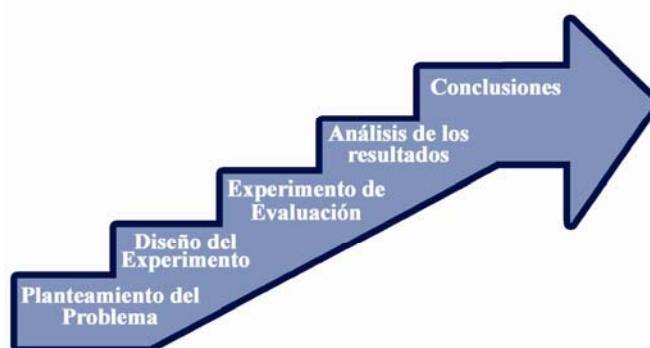 Conclusiones
Análisis de los
resultados
Experimento de
Evaluación
Diseño del
Experimento
Planteamiento del
Problema